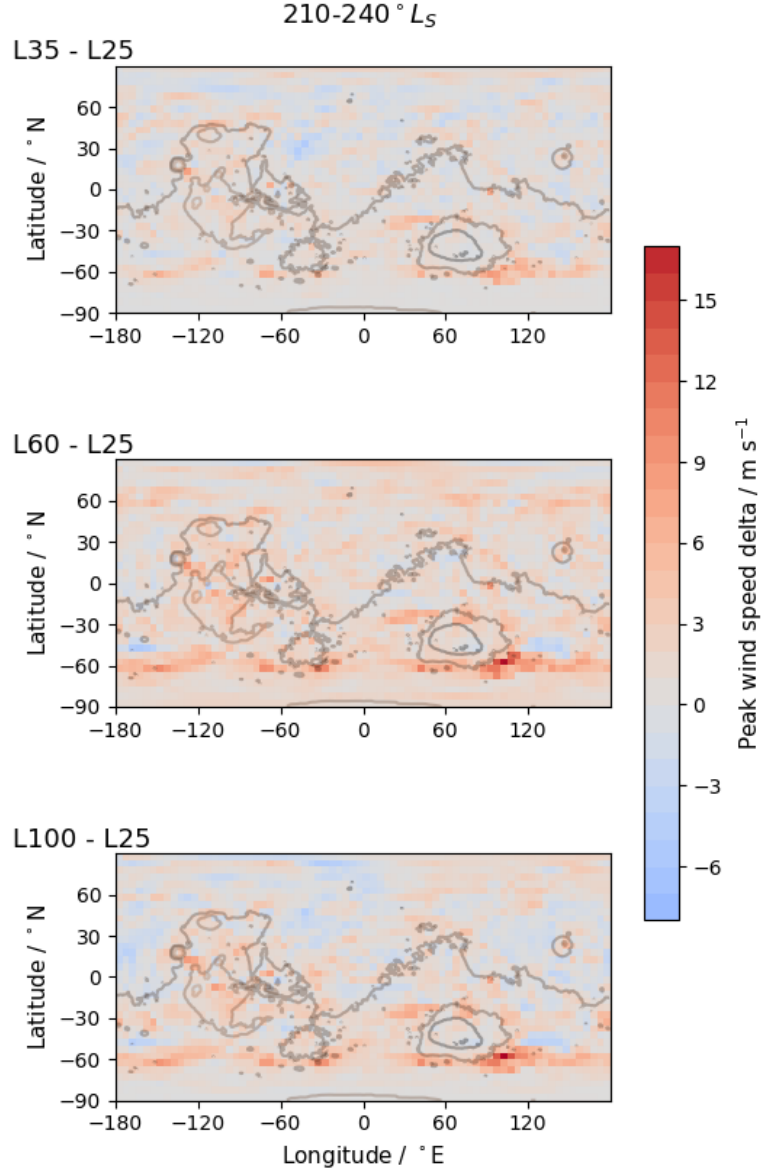 210-240°L_S
L35 - L25
60
30
0
−30
−60
−90
Latitude / °N
−180 −120 −60 0 60 120
L60 - L25
60
30
0
−30
−60
−90
Latitude / °N
−180 −120 −60 0 60 120
L100 - L25
60
30
0
−30
−60
−90
Latitude / °N
−180 −120 −60 0 60 120
Longitude / °E
15
12
9
6
3
0
−3
−6
Peak wind speed delta / m s⁻¹